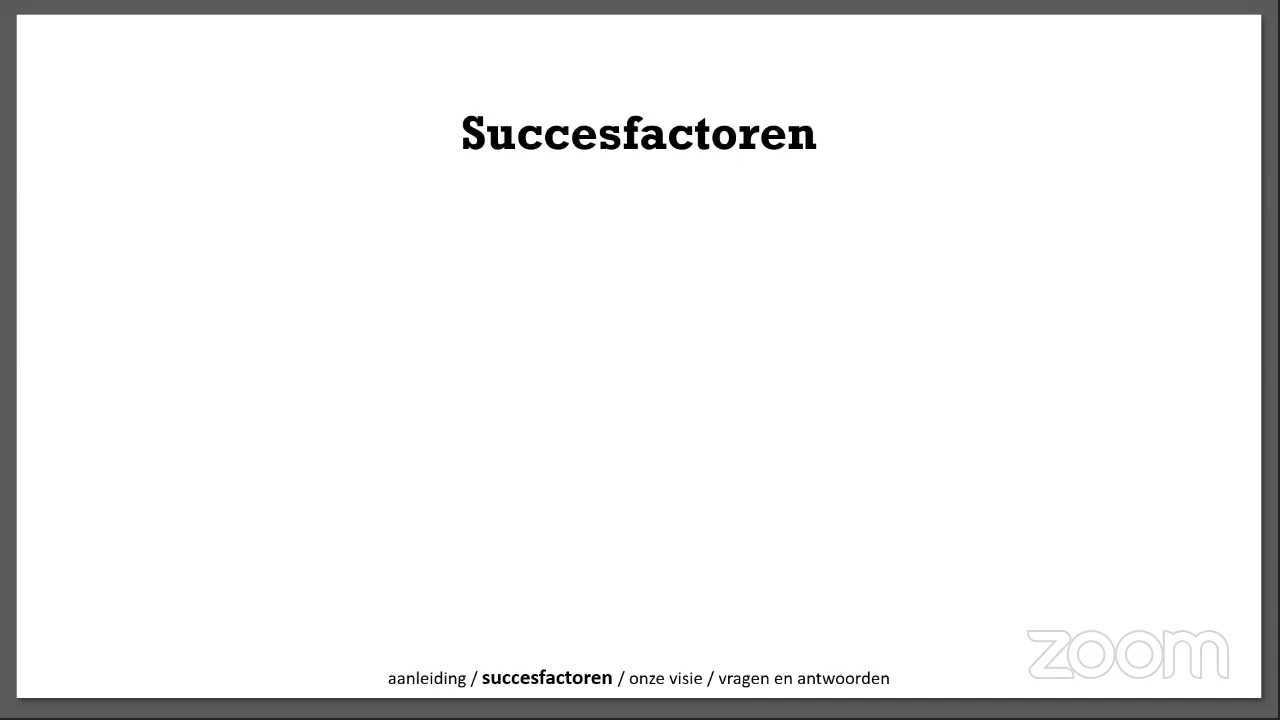 Succesfactoren
zoom
aanleiding / succesfactoren / onze visie / vragen en antwoorden